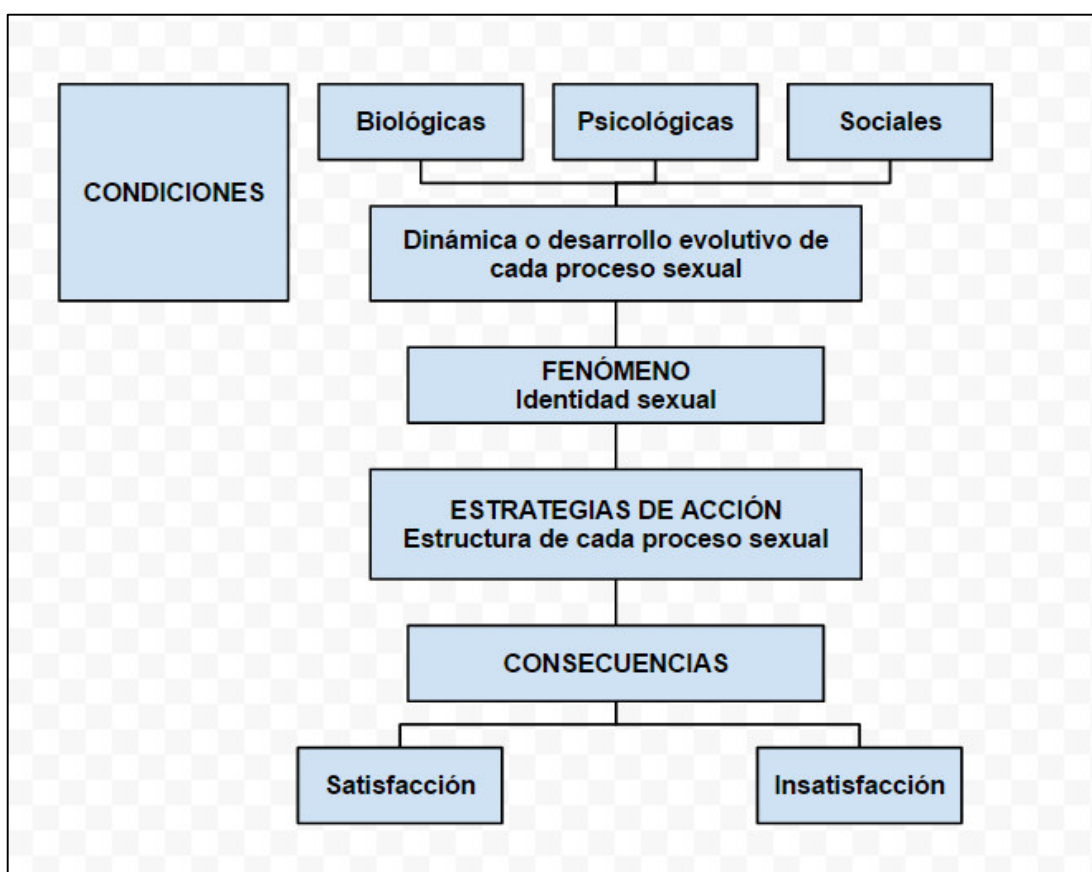 CONDICIONES
Biológicas
Psicológicas
Sociales
Dinámica o desarrollo evolutivo de
cada proceso sexual
FENÓMENO
Identidad sexual
ESTRATEGIAS DE ACCIÓN
Estructura de cada proceso sexual
CONSECUENCIAS
Satisfacción
Insatisfacción